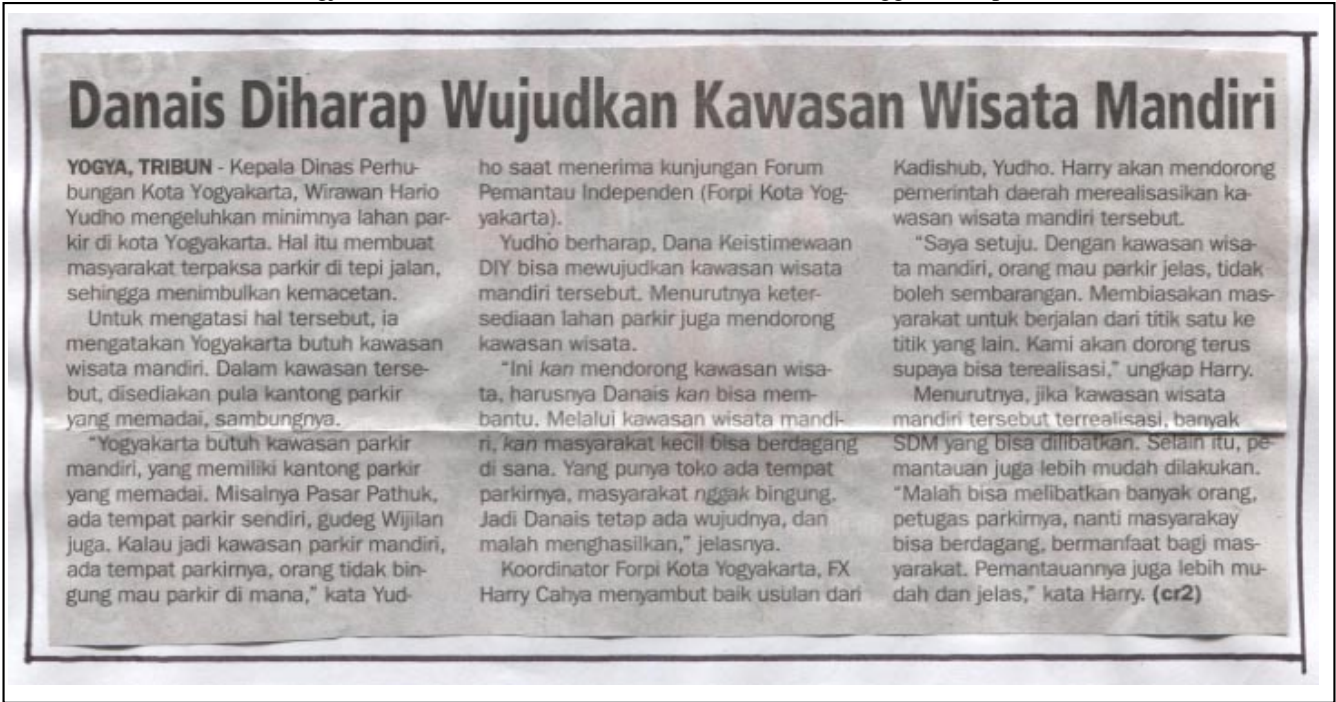 Danais Diharap Wujudkan Kawasan Wisata Mandiri
YOGYA, TRIBUN - Kepala Dinas Perhu-
bungan Kota Yogyakarta, Wirawan Hario
Yudho mengeluhkan minimnya lahan par-
kir di kota Yogyakarta. Hal itu membuat
masyarakat terpaksa parkir di tepi jalan,
sehingga menimbulkan kemacetan.
Untuk mengatasi hal tersebut, ia
mengatakan Yogyakarta butuh kawasan
wisata mandiri. Dalam kawasan terse-
but, disediakan pula kantong parkir
yang memadai, sambungnya.
"Yogyakarta butuh kawasan parkir
mandiri, yang memiliki kantong parkir
yang memadai. Misalnya Pasar Pathuk,
ada tempat parkir sendiri, gudeg Wijilan
juga. Kalau jadi kawasan parkir mandiri,
ada tempat parkirnya, orang tidak bin-
gung mau parkir di mana," kata Yud-
ho saat menerima kunjungan Forum
Pemantau Independen (Forpi Kota Yog-
yakarta).
Yudho berharap, Dana Keistimewaan
DIY bisa mewujudkan kawasan wisata
mandiri tersebut. Menurutnya keter-
sediaan lahan parkir juga mendorong
kawasan wisata.
"Ini kan mendorong kawasan wisa-
ta, harusnya Danais kan bisa mem-
bantu. Melalui kawasan wisata mandi-
ri, kan masyarakat kecil bisa berdagang
di sana. Yang punya toko ada tempat
parkirnya, masyarakat nggak bingung.
Jadi Danais tetap ada wujudnya, dan
malah menghasilkan," jelasnya.
Koordinator Forpi Kota Yogyakarta, FX
Harry Cahya menyambut baik usulan dari
Kadishub, Yudho. Harry akan mendorong
pemerintah daerah merealisasikan ka-
wasan wisata mandiri tersebut.
"Saya setuju. Dengan kawasan wisa-
ta mandiri, orang mau parkir jelas, tidak
boleh sembarangan. Membiasakan mas-
yarakat untuk berjalan dari titik satu ke
titik yang lain. Kami akan dorong terus
supaya bisa terealisasi," ungkap Harry.
Menurutnya, jika kawasan wisata
mandiri tersebut terrealisasi, banyak
SDM yang bisa dilibatkan. Selain itu, pe-
mantauan juga lebih mudah dilakukan.
"Malah bisa melibatkan banyak orang,
petugas parkirnya, nanti masyarakay
bisa berdagang, bermanfaat bagi mas-
yarakat. Pemantauannya juga lebih mu-
dah dan jelas," kata Harry. (cr2)